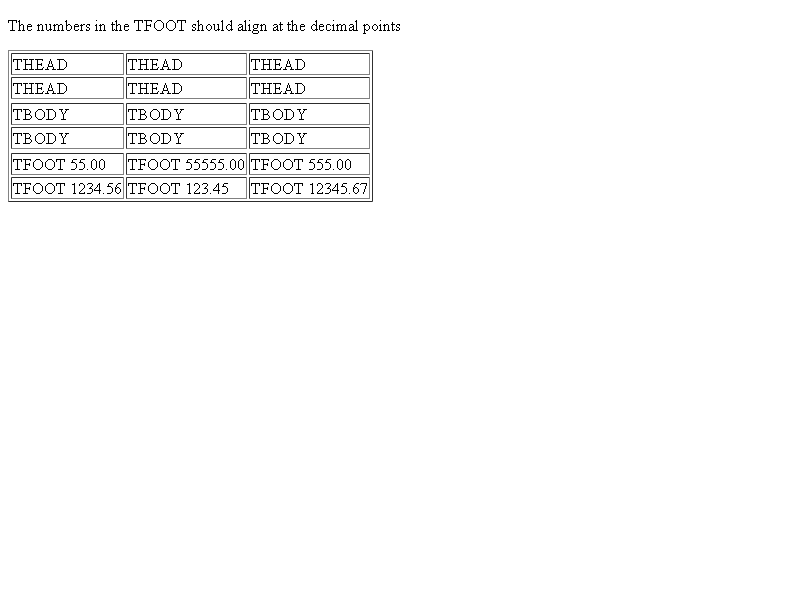 The numbers in the TFOOT should align at the decimal points
THEAD THEAD THEAD
THEAD THEAD THEAD
TBODY TBODY TBODY
TBODY TBODY TBODY
TFOOT 55.00 TFOOT 55555.00 TFOOT 555.00
TFOOT 1234.56 TFOOT 123.45 TFOOT 12345.67